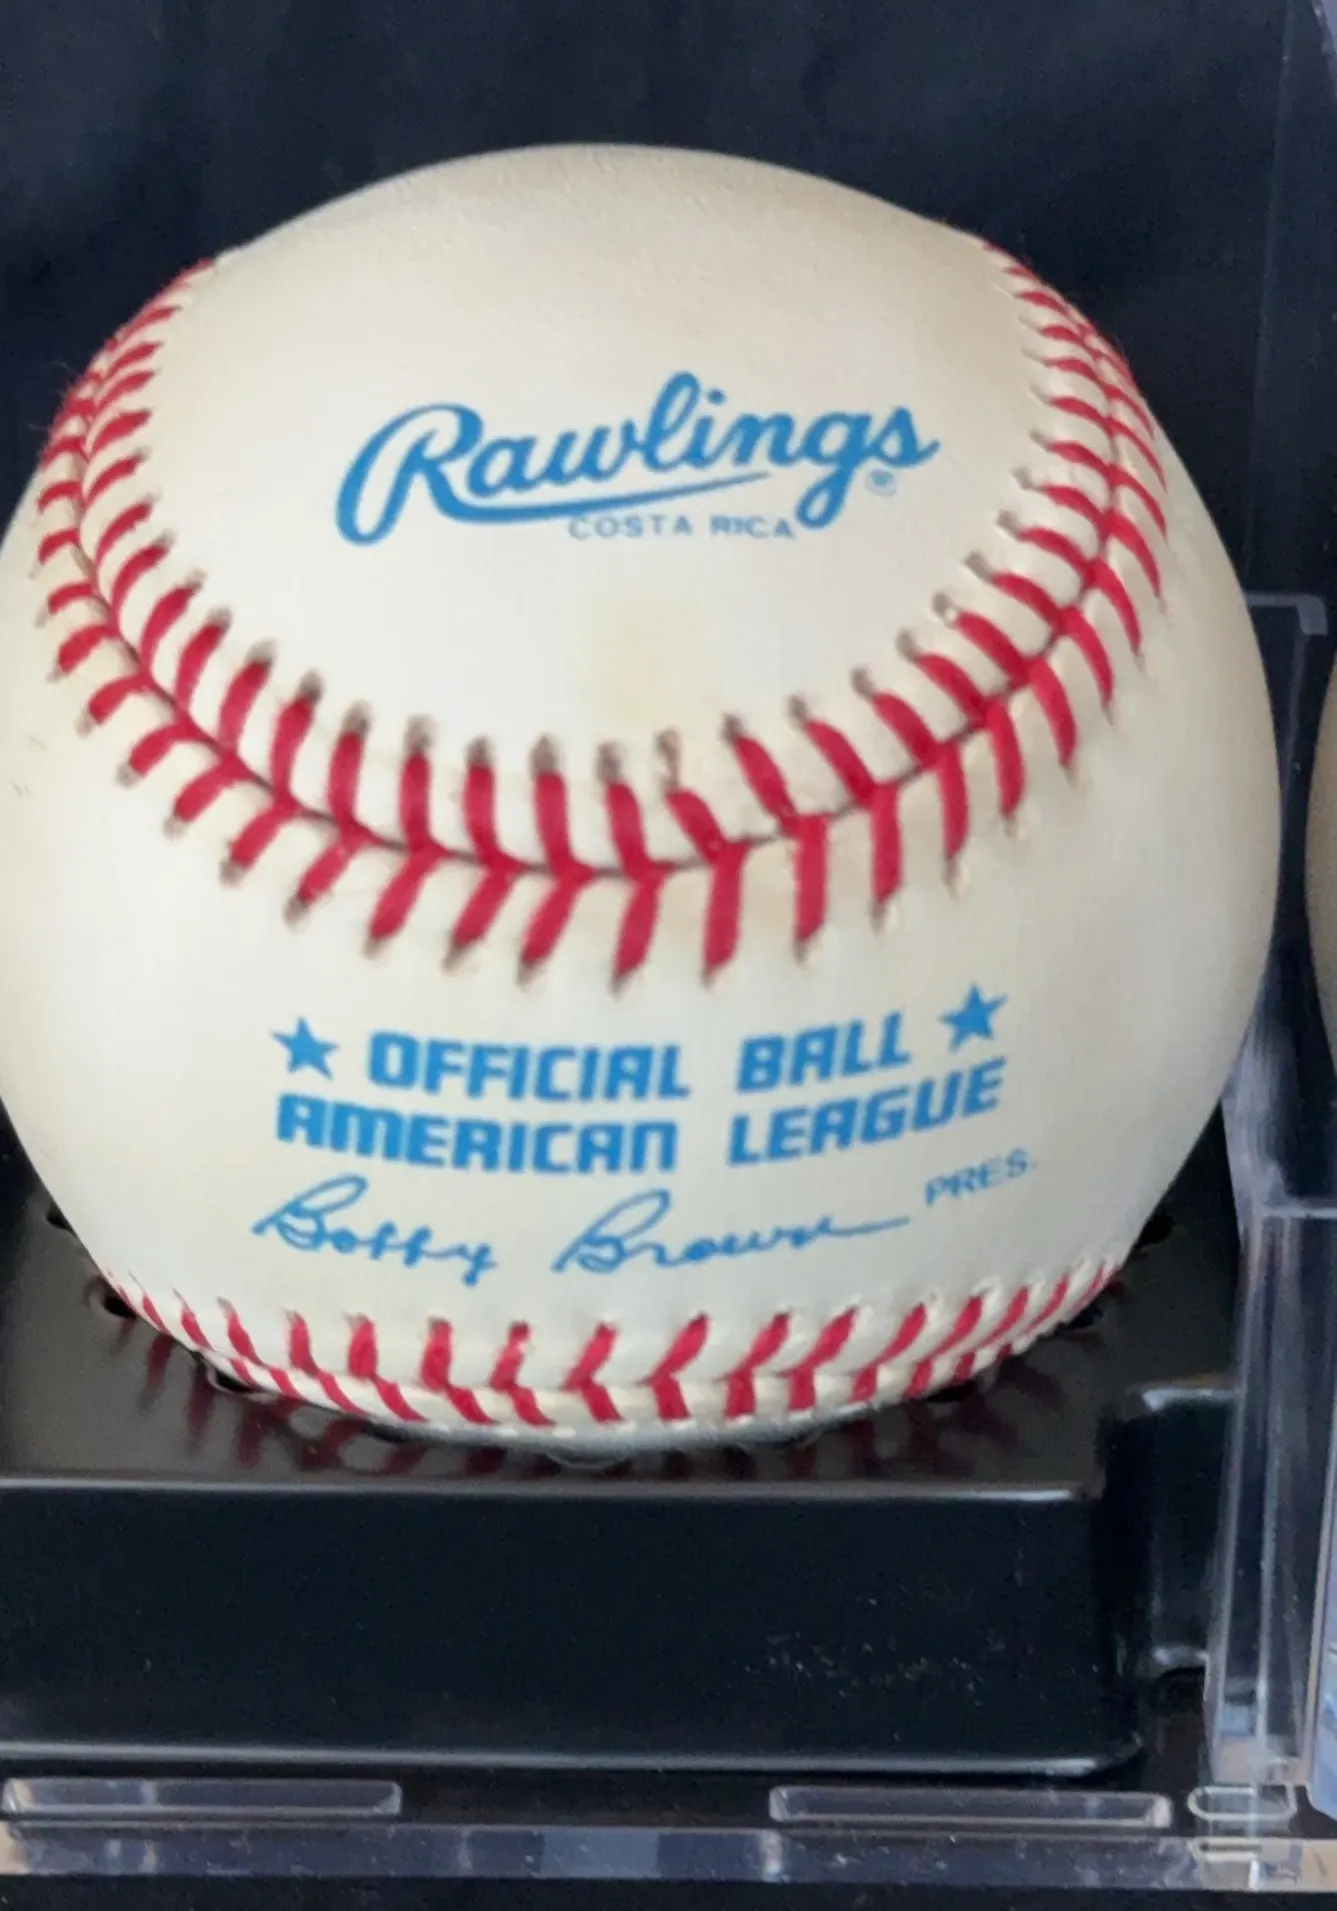 Rawlings®
COSTA RICA
★ OFFICIAL BALL ★
AMERICAN LEAGUE
Bobby Brown PRES.